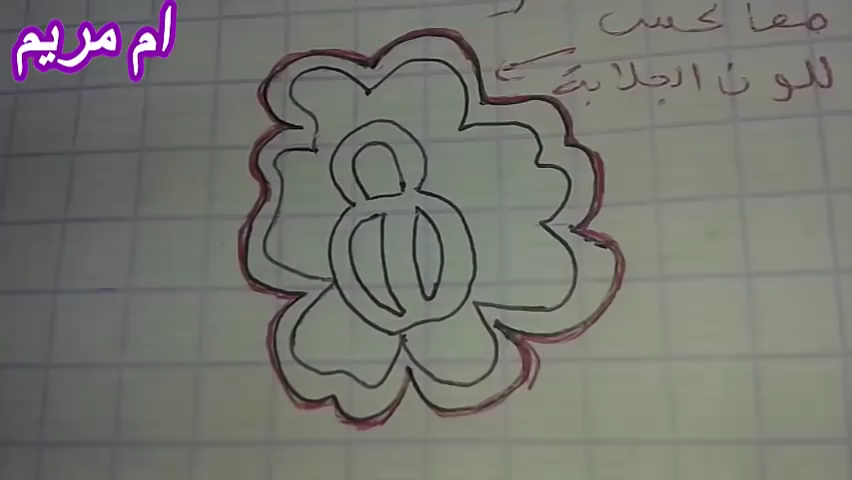 ام مريم
معاكس
للون الجلابة